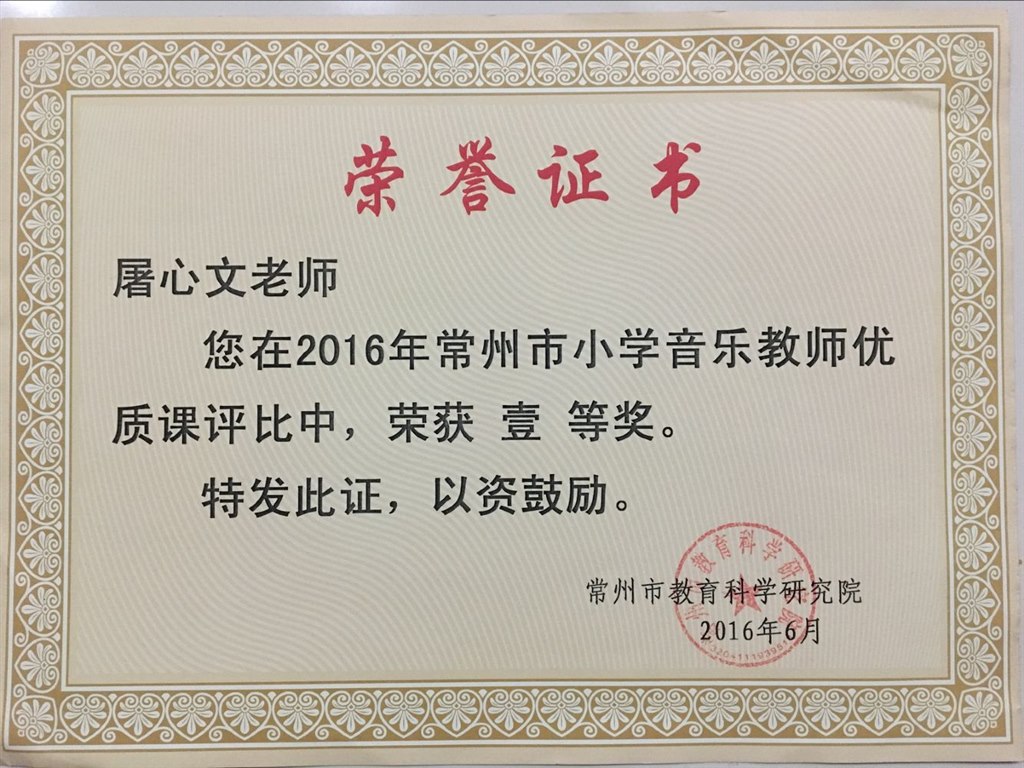 荣誉证书
屠心文老师
您在2016年常州市小学音乐教师优
质课评比中，荣获 壹 等奖。
特发此证，以资鼓励。
常州市教育科学研究院
2016年6月